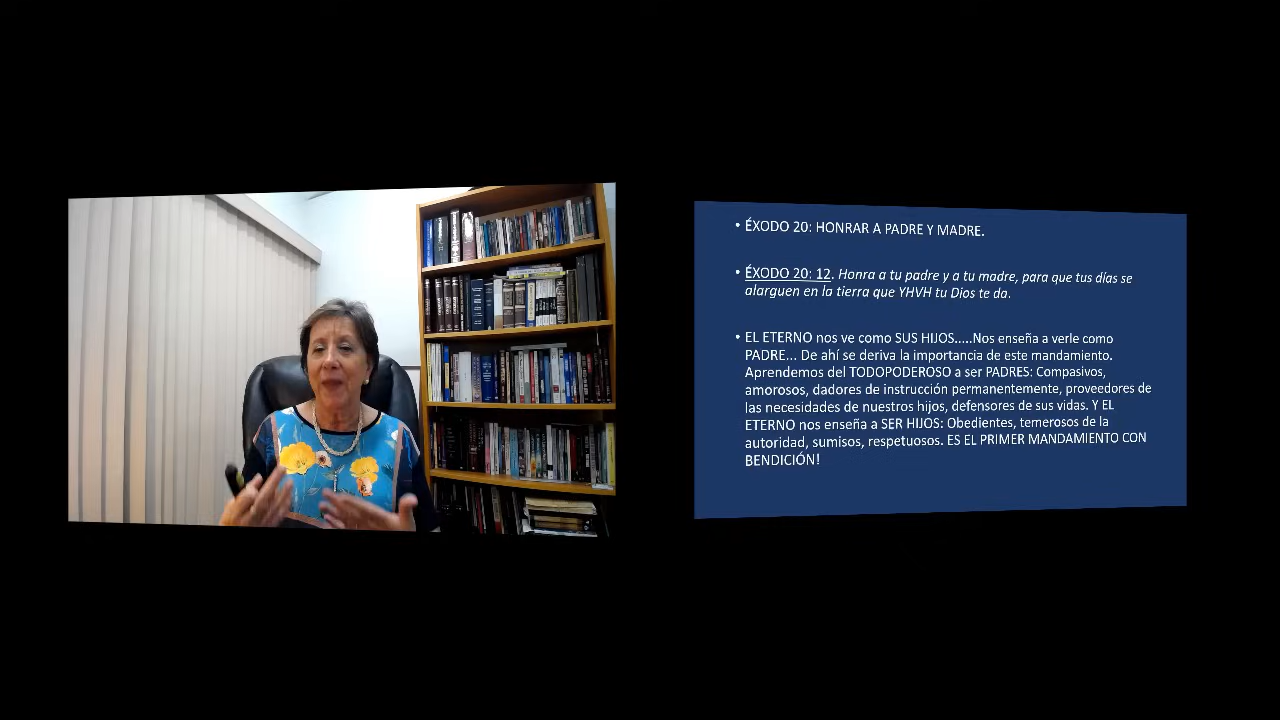 • ÉXODO 20: HONRAR A PADRE Y MADRE.
• ÉXODO 20: 12. Honra a tu padre y a tu madre, para que tus días se
alarguen en la tierra que YHVH tu Dios te da.
• EL ETERNO nos ve como SUS HIJOS.....Nos enseña a verle como
PADRE... De ahí se deriva la importancia de este mandamiento.
Aprendemos del TODOPODEROSO a ser PADRES: Compasivos,
amorosos, dadores de instrucción permanentemente, proveedores de
las necesidades de nuestros hijos, defensores de sus vidas. Y EL
ETERNO nos enseña a SER HIJOS: Obedientes, temerosos de la
autoridad, sumisos, respetuosos. ES EL PRIMER MANDAMIENTO CON
BENDICIÓN!